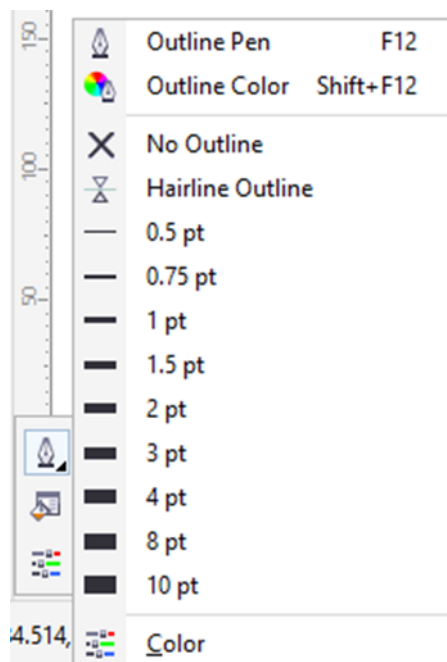 150
Outline Pen F12
Outline Color Shift+F12
No Outline
100
Hairline Outline
0.5 pt
0.75 pt
50
1 pt
1.5 pt
2 pt
3 pt
4 pt
8 pt
10 pt
4.514,
Color